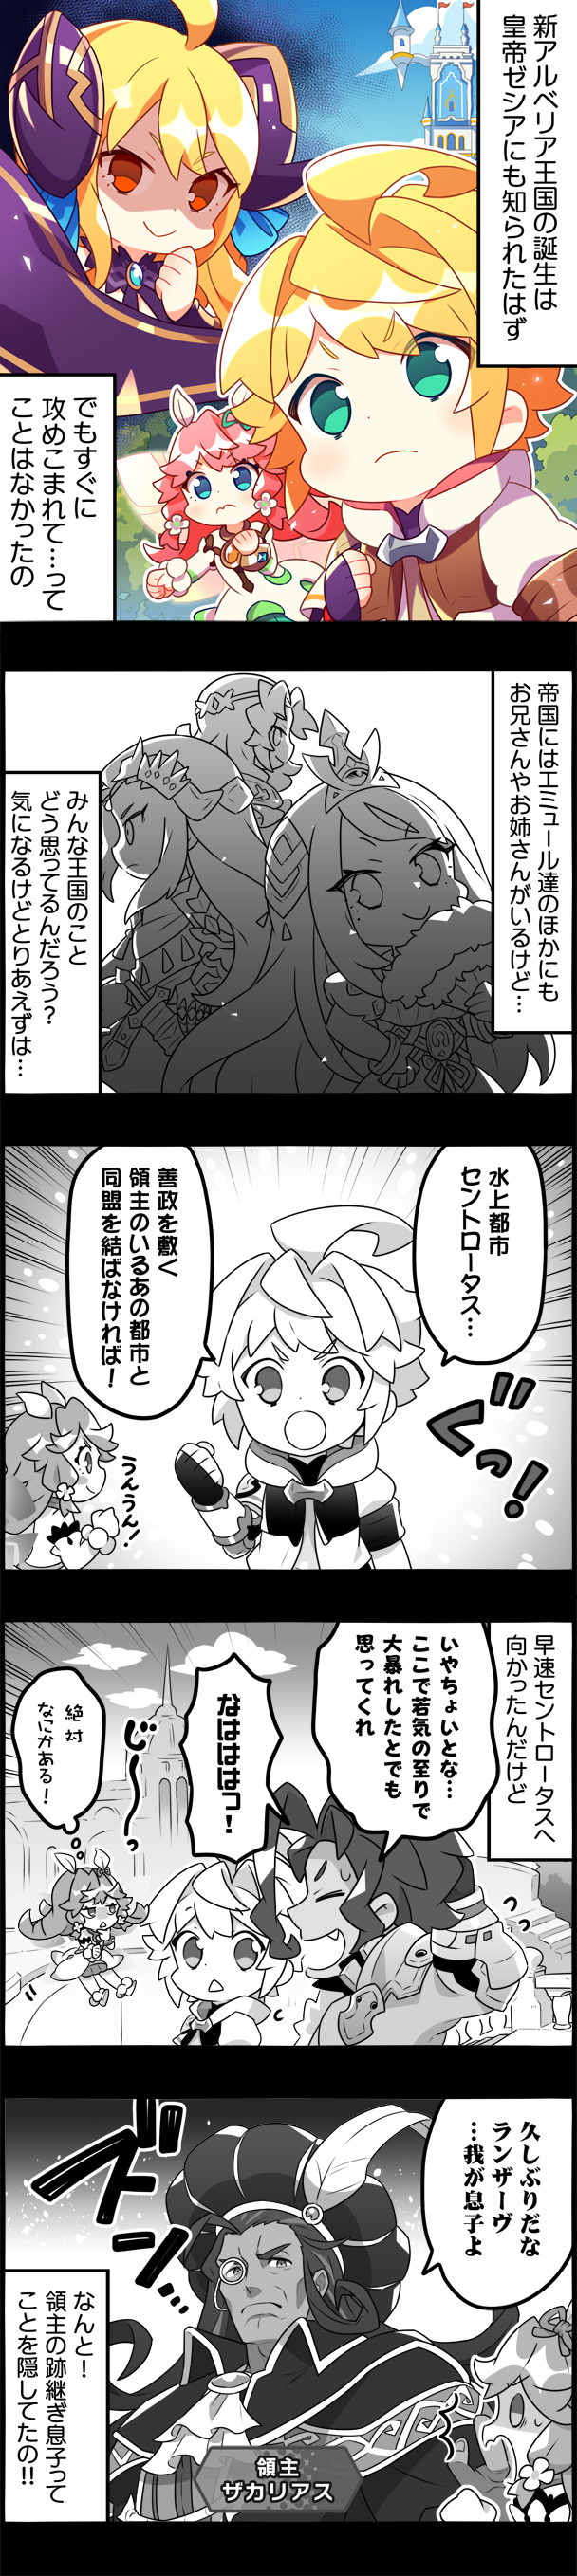 新アルベリア王国の誕生は
皇帝ゼシアにも知られたはず
でもすぐに
攻めこまれて…って
ことはなかったの
帝国にはエミュール達のほかにも
お兄さんやお姉さんがいるけど…
みんな王国のこと
どう思ってるんだろう？
気になるけどとりあえずは…
水上都市
セントロータス…
善政を敷く
領主のいるあの都市と
同盟を結ばなければ！
ぐっ！
うんうん！
早速セントロータスへ
向かったんだけど
いやちょいとな…
ここで若気の至りで
大暴れしたとでも
思ってくれ
なはははっ！
じーーっ
絶対
なにかある！
久しぶりだな
ランザーヴ
…我が息子よ
ズン…
なんと！
領主の跡継ぎ息子って
ことを隠してたの!!
領主
ザカリアス